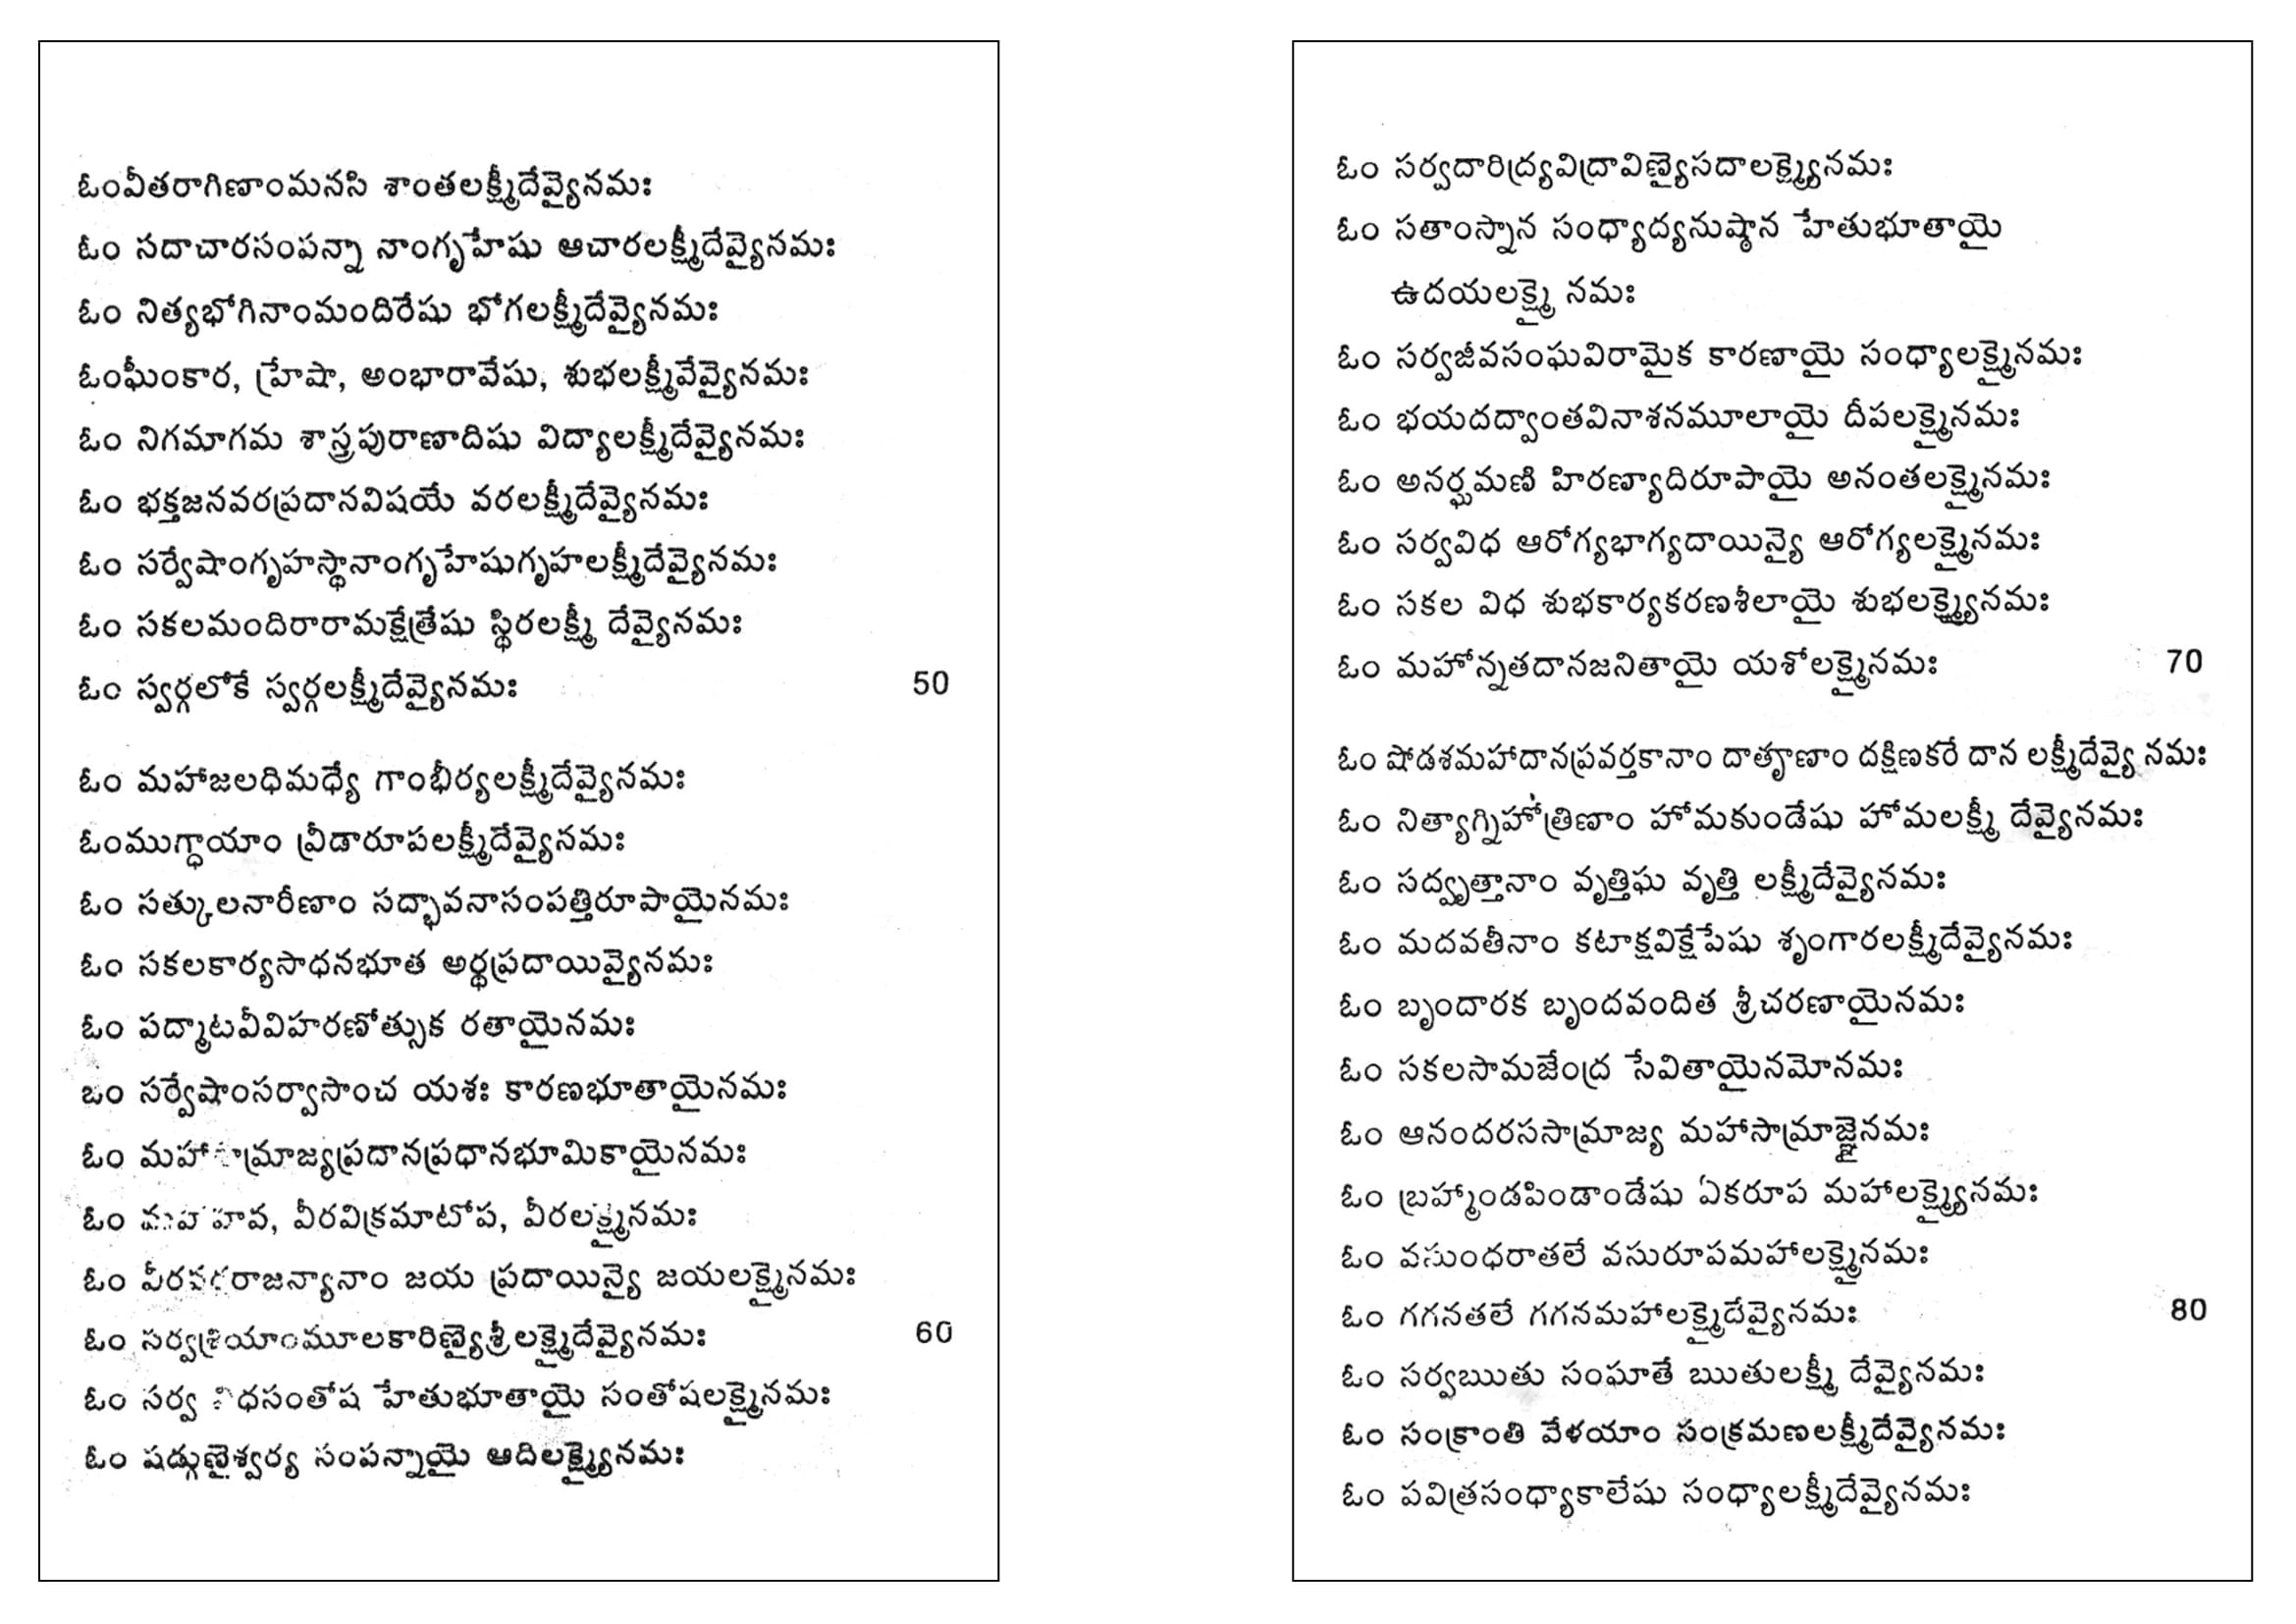 ఓంవీతరాగిణాంమనసి శాంతలక్ష్మీదేవ్యైనమః
ఓం సదాచారసంపన్నా నాంగృహేషు ఆచారలక్ష్మీదేవ్యైనమః
ఓం నిత్యభోగినాంమందిరేషు భోగలక్ష్మీదేవ్యైనమః
ఓంఘీంకార, హ్రేషా, అంభారావేషు, శుభలక్ష్మీవేవ్యైనమః
ఓం నిగమాగమ శాస్త్రపురాణాదిషు విద్యాలక్ష్మీదేవ్యైనమః
ఓం భక్తజనవరప్రదానవిషయే వరలక్ష్మీదేవ్యైనమః
ఓం సర్వేషాంగృహస్థానాంగృహేషుగృహలక్ష్మీదేవ్యైనమః
ఓం సకలమందిరారామక్షేత్రేషు స్థిరలక్ష్మీ దేవ్యైనమః
ఓం స్వర్గలోకే స్వర్గలక్ష్మీదేవ్యైనమః 50
ఓం మహాజలధిమధ్యే గాంభీర్యలక్ష్మీదేవ్యైనమః
ఓంముగ్ధాయాం వ్రీడారూపలక్ష్మీదేవ్యైనమః
ఓం సత్కులనారీణాం సద్భావనాసంపత్తిరూపాయైనమః
ఓం సకలకార్యసాధనభూత అర్థప్రదాయివ్యైనమః
ఓం పద్మాటవీవిహరణోత్సుక రతాయైనమః
ఓం సర్వేషాంసర్వాసాంచ యశః కారణభూతాయైనమః
ఓం మహాసామ్రాజ్యప్రదానప్రధానభూమికాయైనమః
ఓం వీరవిక్రమాటోప, వీరలక్ష్మైనమః
ఓం జయ ప్రదాయిన్యై జయలక్ష్మైనమః
ఓం సర్వశ్రియాంమూలకారిణ్యైశ్రీలక్ష్మైదేవ్యైనమః 60
ఓం సర్వ హేతుభూతాయై సంతోషలక్ష్మైనమః
ఓం షడ్గుణైశ్వర్య సంపన్నాయై ఆదిలక్ష్మ్యైనమః
ఓం సర్వదారిద్ర్యవిద్రావిణ్యైసదాలక్ష్మ్యైనమః
ఓం సతాంస్నాన సంధ్యాద్యనుష్ఠాన హేతుభూతాయై
ఉదయలక్ష్మై నమః
ఓం సర్వజీవసంఘవిరామైక కారణాయై సంధ్యాలక్ష్మైనమః
ఓం భయదద్వాంతవినాశనమూలాయై దీపలక్ష్మైనమః
ఓం అనర్ఘమణి హిరణ్యాదిరూపాయై అనంతలక్ష్మైనమః
ఓం సర్వవిధ ఆరోగ్యభాగ్యదాయిన్యై ఆరోగ్యలక్ష్మైనమః
ఓం సకల విధ శుభకార్యకరణశీలాయై శుభలక్ష్మ్యైనమః
ఓం మహోన్నతదానజనితాయై యశోలక్ష్మైనమః 70
ఓం షోడశమహాదానప్రవర్తకానాం దాతౄణాం దక్షిణకరే దాన లక్ష్మీదేవ్యై నమః
ఓం నిత్యాగ్నిహోత్రిణాం హోమకుండేషు హోమలక్ష్మీ దేవ్యైనమః
ఓం సద్వృత్తానాం వృత్తిఘ వృత్తి లక్ష్మీదేవ్యైనమః
ఓం మదవతీనాం కటాక్షవిక్షేపేషు శృంగారలక్ష్మీదేవ్యైనమః
ఓం బృందారక బృందవందిత శ్రీచరణాయైనమః
ఓం సకలసామజేంద్ర సేవితాయైనమోనమః
ఓం ఆనందరససామ్రాజ్య మహాసామ్రాజ్ఞైనమః
ఓం బ్రహ్మాండపిండాండేషు ఏకరూప మహాలక్ష్మ్యైనమః
ఓం వసుంధరాతలే వసురూపమహాలక్ష్మైనమః
ఓం గగనతలే గగనమహాలక్ష్మైదేవ్యైనమః 80
ఓం సర్వఋతు సంఘాతే ఋతులక్ష్మీ దేవ్యైనమః
ఓం సంక్రాంతి వేళయాం సంక్రమణలక్ష్మీదేవ్యైనమః
ఓం పవిత్రసంధ్యాకాలేషు సంధ్యాలక్ష్మీదేవ్యైనమః